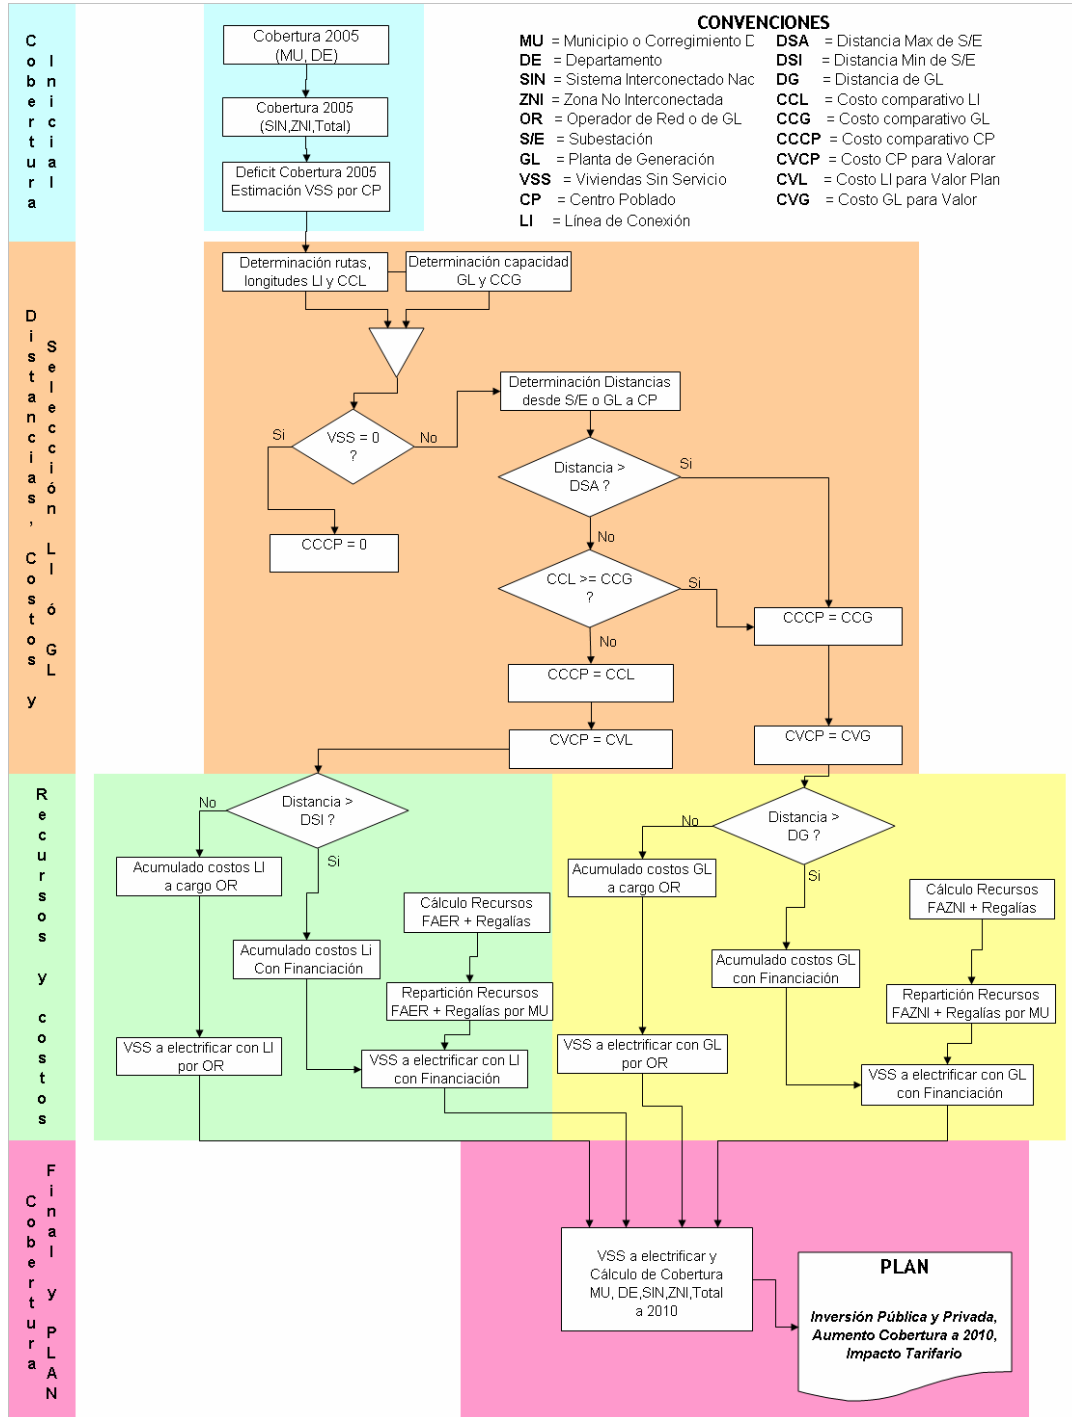 CONVENCIONES
MU = Municipio o Corregimiento D
DE = Departamento
SIN = Sistema Interconectado Nac
ZNI = Zona No Interconectada
OR = Operador de Red o de GL
S/E = Subestación
GL = Planta de Generación
VSS = Viviendas Sin Servicio
CP = Centro Poblado
LI = Línea de Conexión
DSA = Distancia Max de S/E
DSI = Distancia Min de S/E
DG = Distancia de GL
CCL = Costo comparativo LI
CCG = Costo comparativo GL
CCCP = Costo comparativo CP
CVCP = Costo CP para Valorar
CVL = Costo LI para Valor Plan
CVG = Costo GL para Valor
Cobertura
Inicial
Cobertura 2005
(MU, DE)
Cobertura 2005
(SIN,ZNI,Total)
Deficit Cobertura 2005
Estimación VSS por CP
Distancias, Costos y
Selección LI ó GL
Determinación rutas,
longitudes LI y CCL
Determinación capacidad
GL y CCG
VSS = 0
?
Si
No
CCCP = 0
Determinación Distancias
desde S/E o GL a CP
Distancia >
DSA ?
Si
No
CCL >= CCG
?
Si
No
CCCP = CCG
CCCP = CCL
CVCP = CVL
CVCP = CVG
Recursos y costos
Distancia >
DSI ?
No
Si
Acumulado costos LI
a cargo OR
Cálculo Recursos
FAER + Regalías
Acumulado costos Li
Con Financiación
Repartición Recursos
FAER + Regalías por MU
VSS a electrificar con LI
por OR
VSS a electrificar con LI
con Financiación
Distancia >
DG ?
No
Si
Acumulado costos GL
a cargo OR
Cálculo Recursos
FAZNI + Regalías
Acumulado costos GL
con Financiación
Repartición Recursos
FAZNI + Regalías por MU
VSS a electrificar con GL
por OR
VSS a electrificar con GL
con Financiación
Cobertura
Final y PLAN
VSS a electrificar y
Cálculo de Cobertura
MU, DE,SIN,ZNI,Total
a 2010
PLAN
Inversión Pública y Privada,
Aumento Cobertura a 2010,
Impacto Tarifario